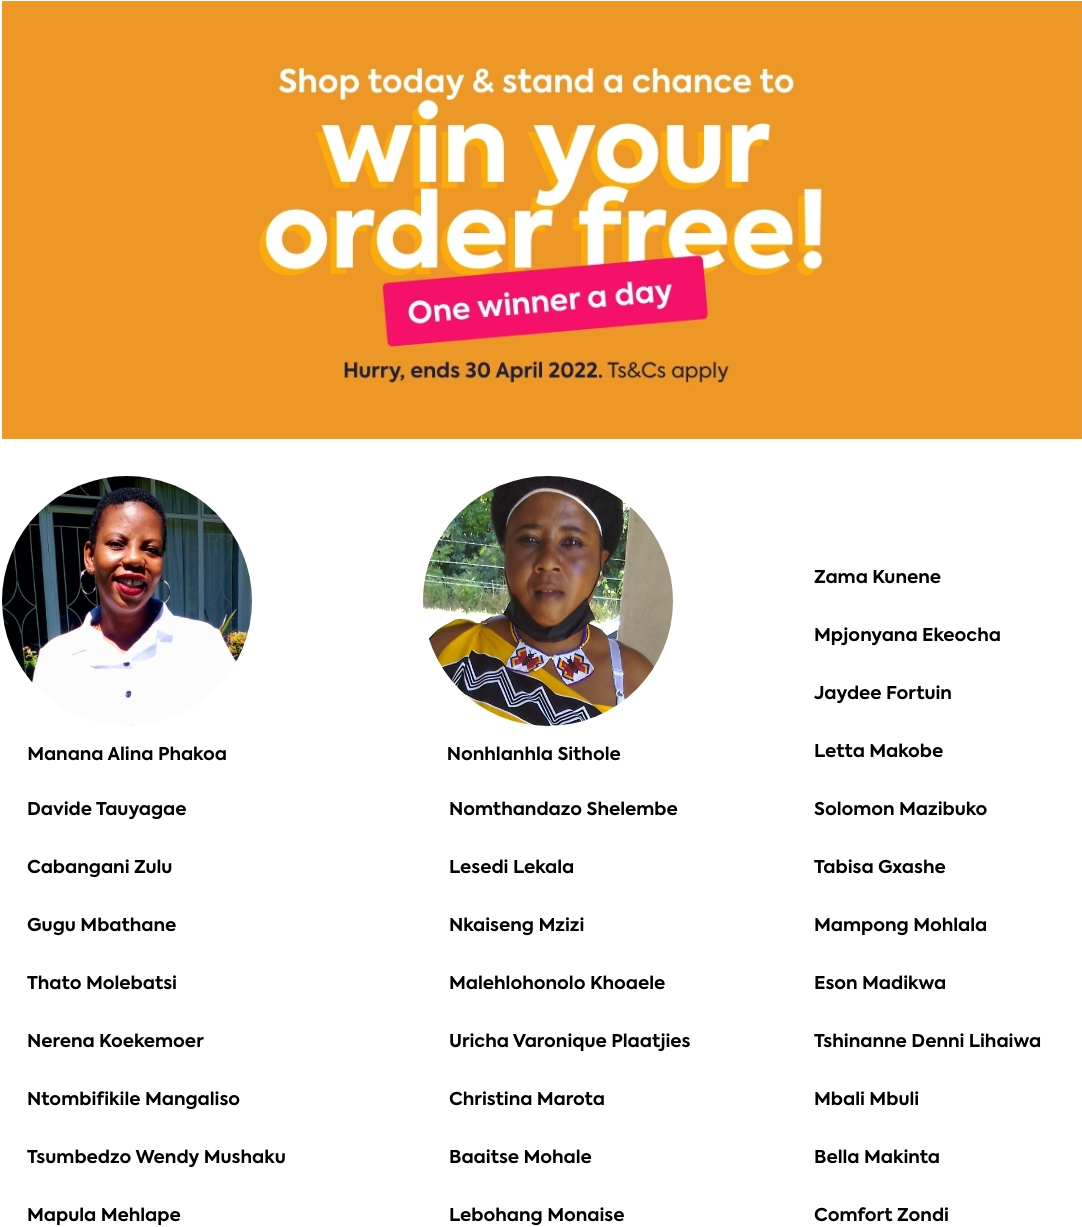 Shop today & stand a chance to
win your
order free!
One winner a day
Hurry, ends 30 April 2022. Ts&Cs apply
Manana Alina Phakoa
Davide Tauyagae
Cabangani Zulu
Gugu Mbathane
Thato Molebatsi
Nerena Koekemoer
Ntombifikile Mangaliso
Tsumbedzo Wendy Mushaku
Mapula Mehlape
Nonhlanhla Sithole
Nomthandazo Shelembe
Lesedi Lekala
Nkaiseng Mzizi
Malehlohonolo Khoaele
Uricha Varonique Plaatjies
Christina Marota
Baaitse Mohale
Lebohang Monaise
Zama Kunene
Mpjonyana Ekeocha
Jaydee Fortuin
Letta Makobe
Solomon Mazibuko
Tabisa Gxashe
Mampong Mohlala
Eson Madikwa
Tshinanne Denni Lihaiwa
Mbali Mbuli
Bella Makinta
Comfort Zondi